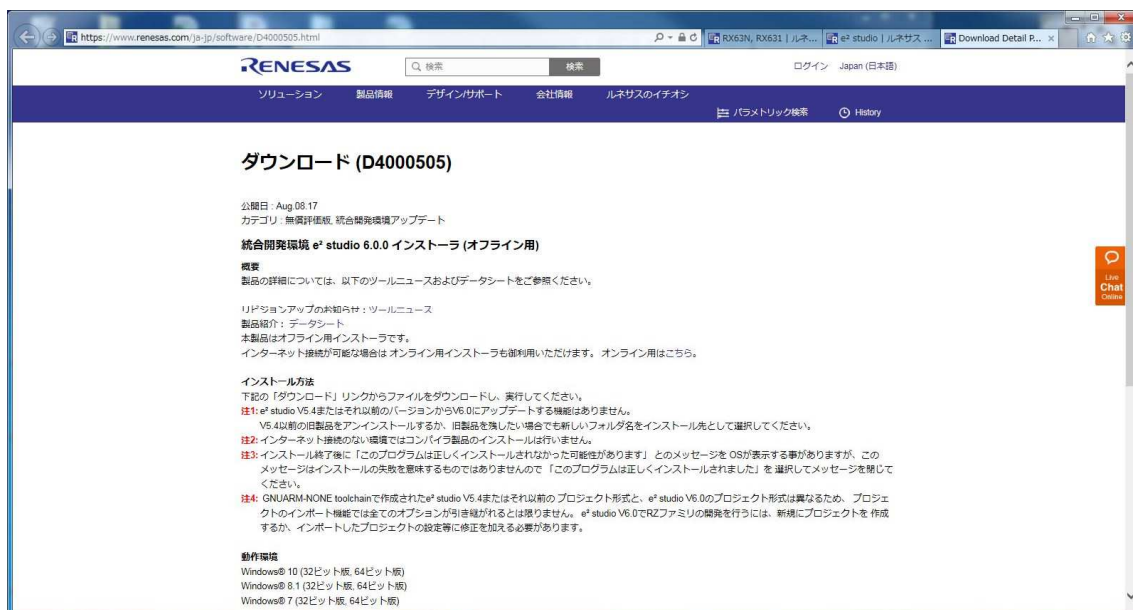 https://www.renesas.com/ja-jp/software/D4000505.html
RX63N, RX631 | ルネ...
e² studio | ルネサス ...
Download Detail P...
RENESAS
検索
検索
ログイン Japan (日本語)
ソリューション 製品情報 デザイン/サポート 会社情報 ルネサスのイチオシ
パラメトリック検索 History
ダウンロード (D4000505)
公開日 : Aug.08.17
カテゴリ : 無償評価版, 統合開発環境アップデート
統合開発環境 e² studio 6.0.0 インストーラ (オフライン用)
概要
製品の詳細については、以下のツールニュースおよびデータシートをご参照ください。
リビジョンアップのお知らせ : ツールニュース
製品紹介 : データシート
本製品はオフライン用インストーラです。
インターネット接続が可能な場合は オンライン用インストーラも御利用いただけます。 オンライン用はこちら。
インストール方法
下記の「ダウンロード」リンクからファイルをダウンロードし、実行してください。
注1: e² studio V5.4またはそれ以前のバージョンからV6.0にアップデートする機能はありません。
V5.4以前の旧製品をアンインストールするか、旧製品を残したい場合でも新しいフォルダ名をインストール先として選択してください。
注2: インターネット接続のない環境ではコンパイラ製品のインストールは行いません。
注3: インストール終了後に「このプログラムは正しくインストールされなかった可能性があります」 とのメッセージを OSが表示する事がありますが、この
メッセージはインストールの失敗を意味するものではありませんので 「このプログラムは正しくインストールされました」を 選択してメッセージを閉じて
ください。
注4: GNUARM-NONE toolchainで作成されたe² studio V5.4またはそれ以前の プロジェクト形式と、e² studio V6.0のプロジェクト形式は異なるため、 プロジェ
クトのインポート機能では全てのオプションが引き継がれるとは限りません。 e² studio V6.0でRZファミリの開発を行うには、新規にプロジェクトを 作成
するか、インポートしたプロジェクトの設定等に修正を加える必要があります。
動作環境
Windows® 10 (32ビット版, 64ビット版)
Windows® 8.1 (32ビット版, 64ビット版)
Windows® 7 (32ビット版, 64ビット版)
Live
Chat
Online